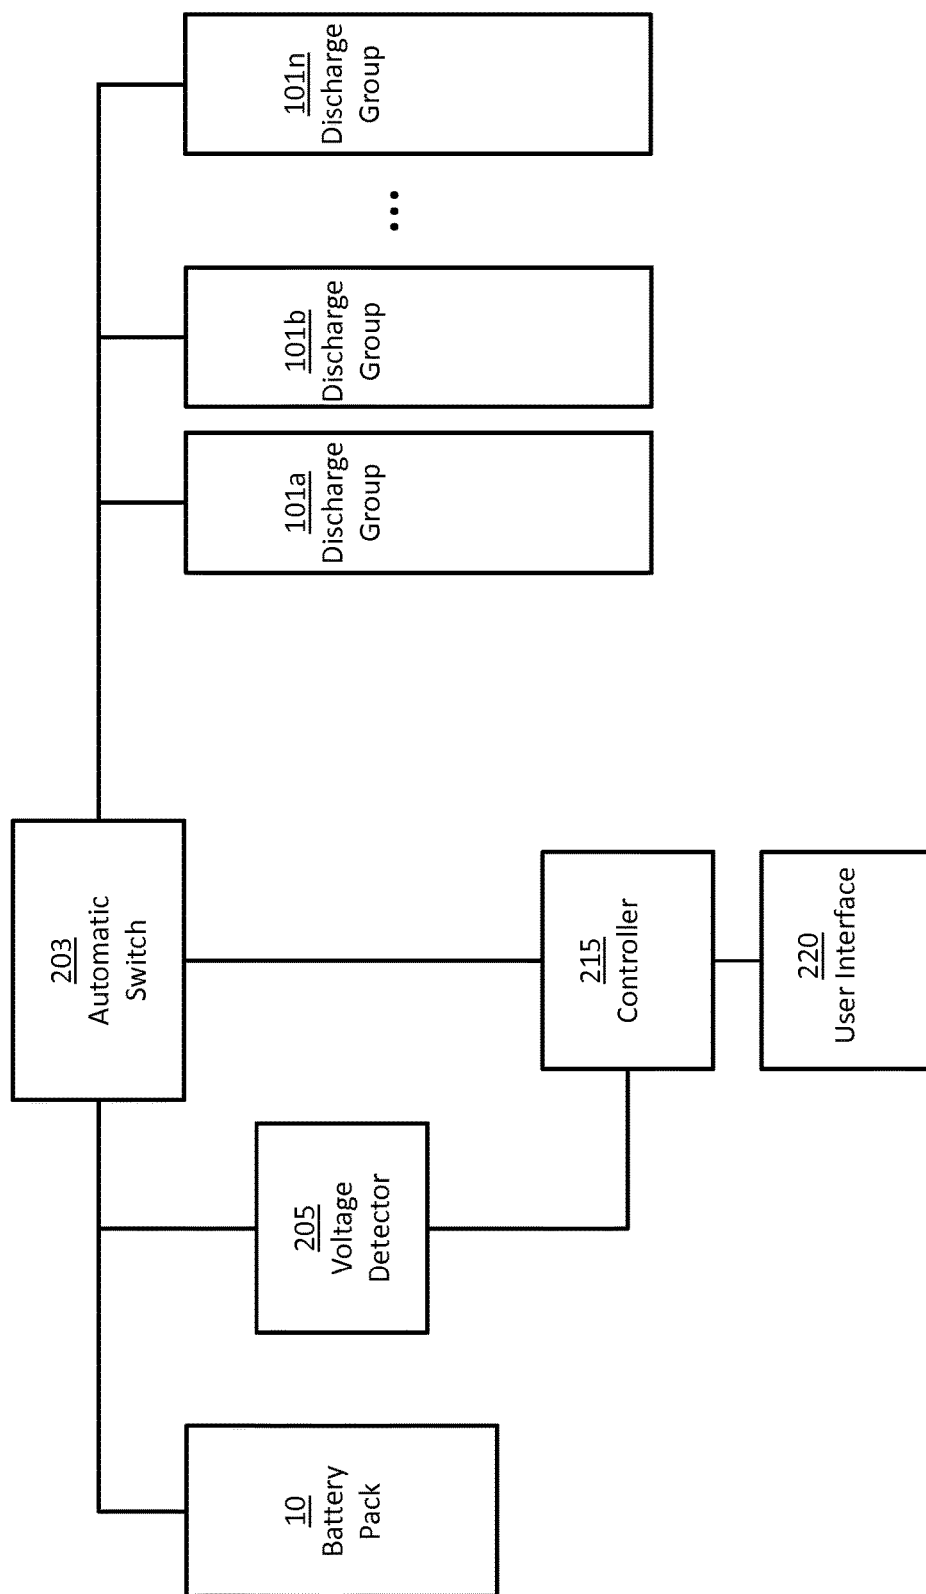 10
Battery
Pack
205
Voltage
Detector
203
Automatic
Switch
215
Controller
220
User Interface
101a
Discharge
Group
101b
Discharge
Group
...
101n
Discharge
Group